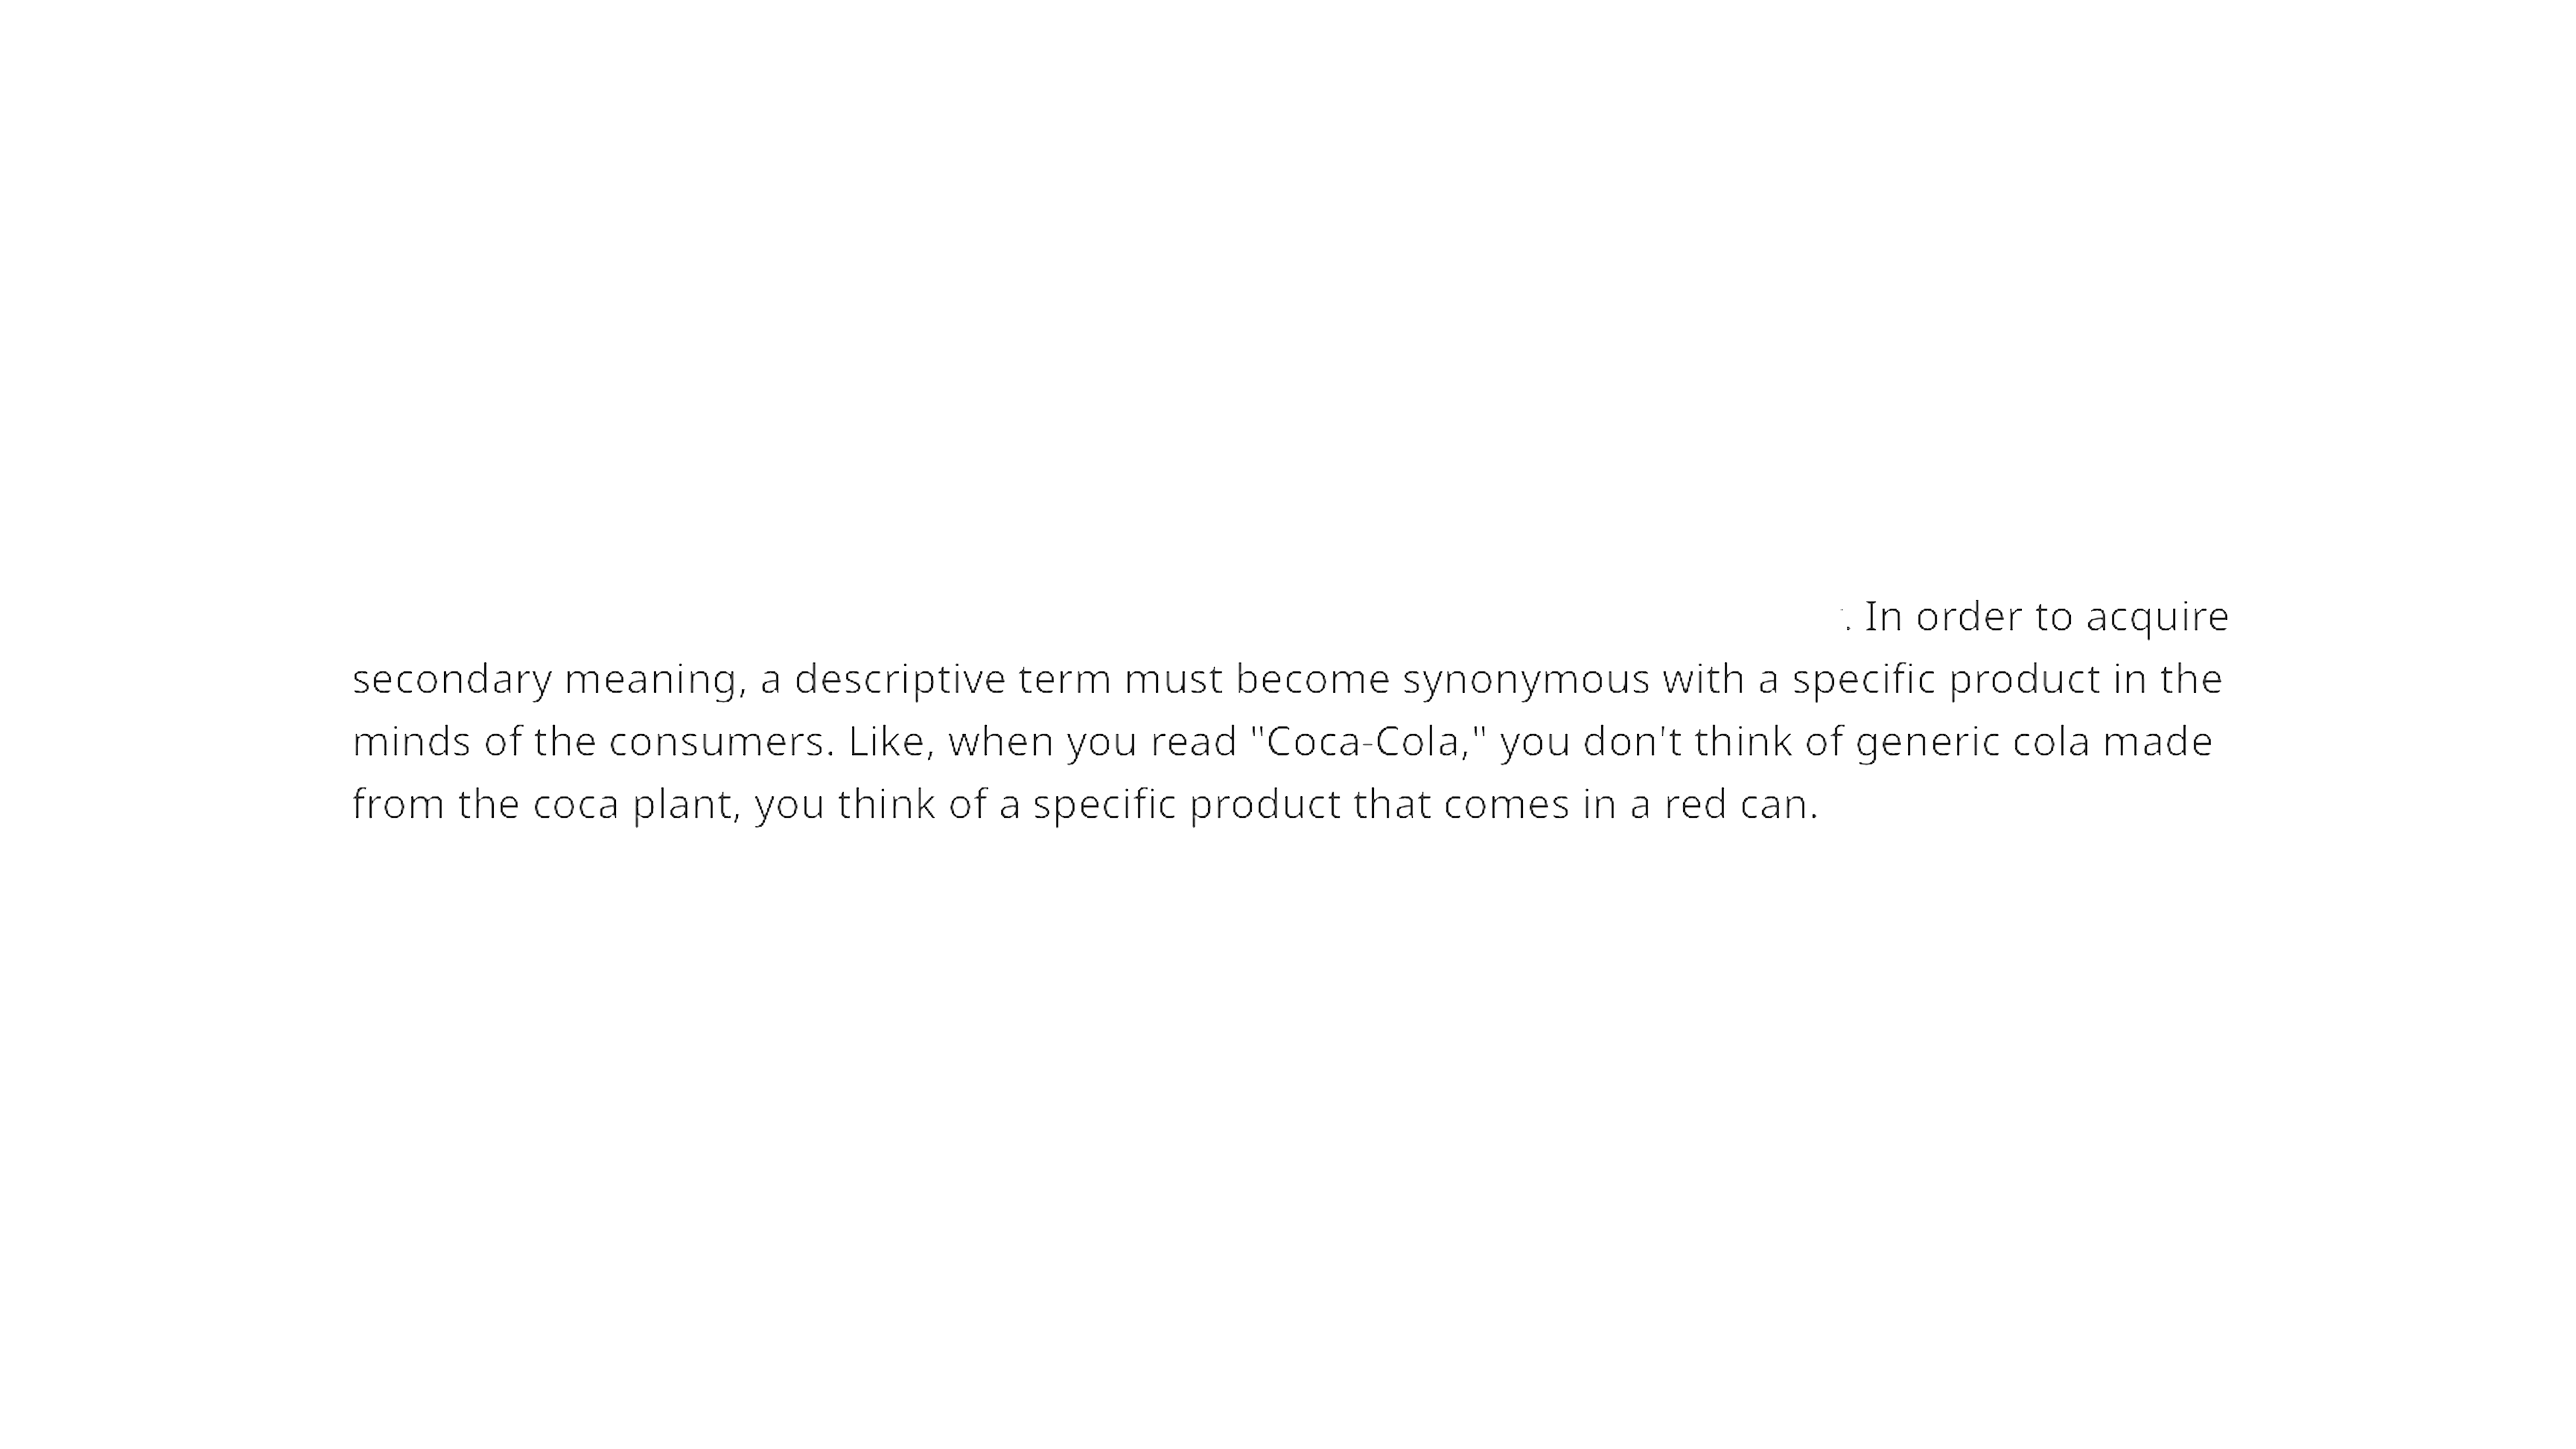 . In order to acquire
secondary meaning, a descriptive term must become synonymous with a specific product in the
minds of the consumers. Like, when you read "Coca-Cola," you don't think of generic cola made
from the coca plant, you think of a specific product that comes in a red can.